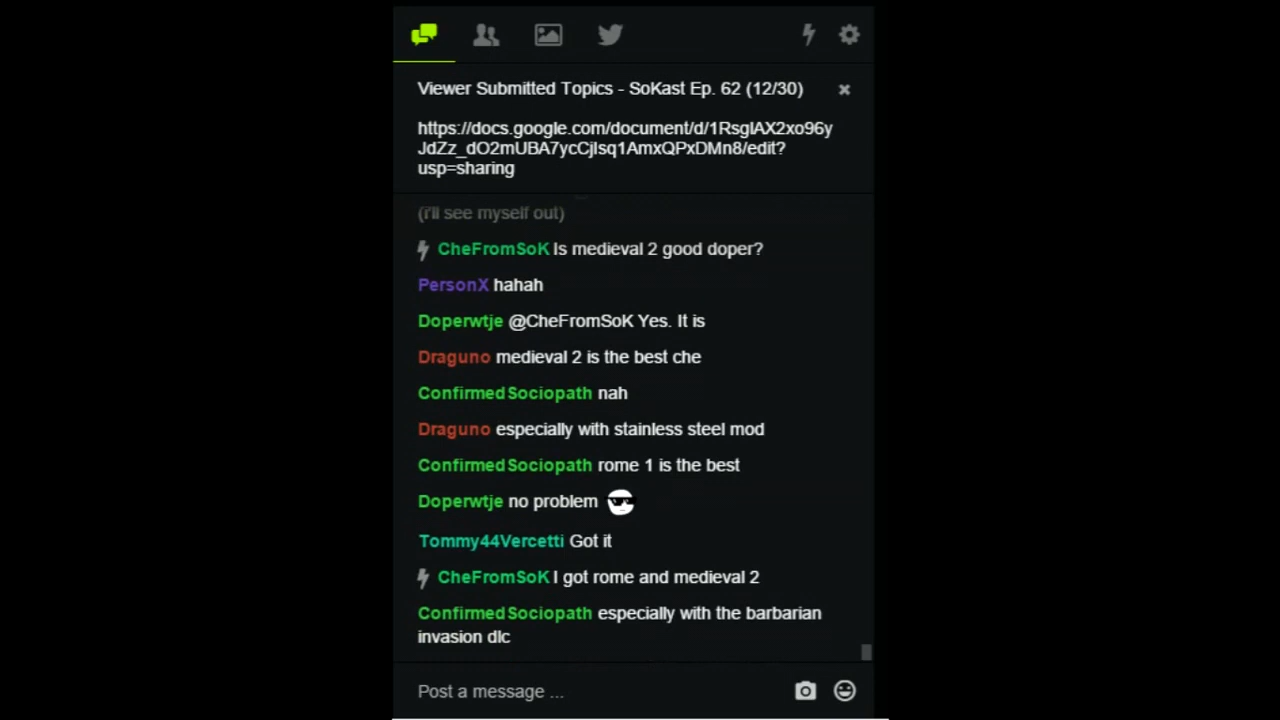 Viewer Submitted Topics - SoKast Ep. 62 (12/30)
https://docs.google.com/document/d/1RsglAX2xo96y
JdZz_dO2mUBA7ycCjlsq1AmxQPxDMn8/edit?
usp=sharing
(i'll see myself out)
CheFromSoK Is medieval 2 good doper?
PersonX hahah
Doperwtje @CheFromSoK Yes. It is
Draguno medieval 2 is the best che
ConfirmedSociopath nah
Draguno especially with stainless steel mod
ConfirmedSociopath rome 1 is the best
Doperwtje no problem
Tommy44Vercetti Got it
CheFromSoK I got rome and medieval 2
ConfirmedSociopath especially with the barbarian
invasion dlc
Post a message ...